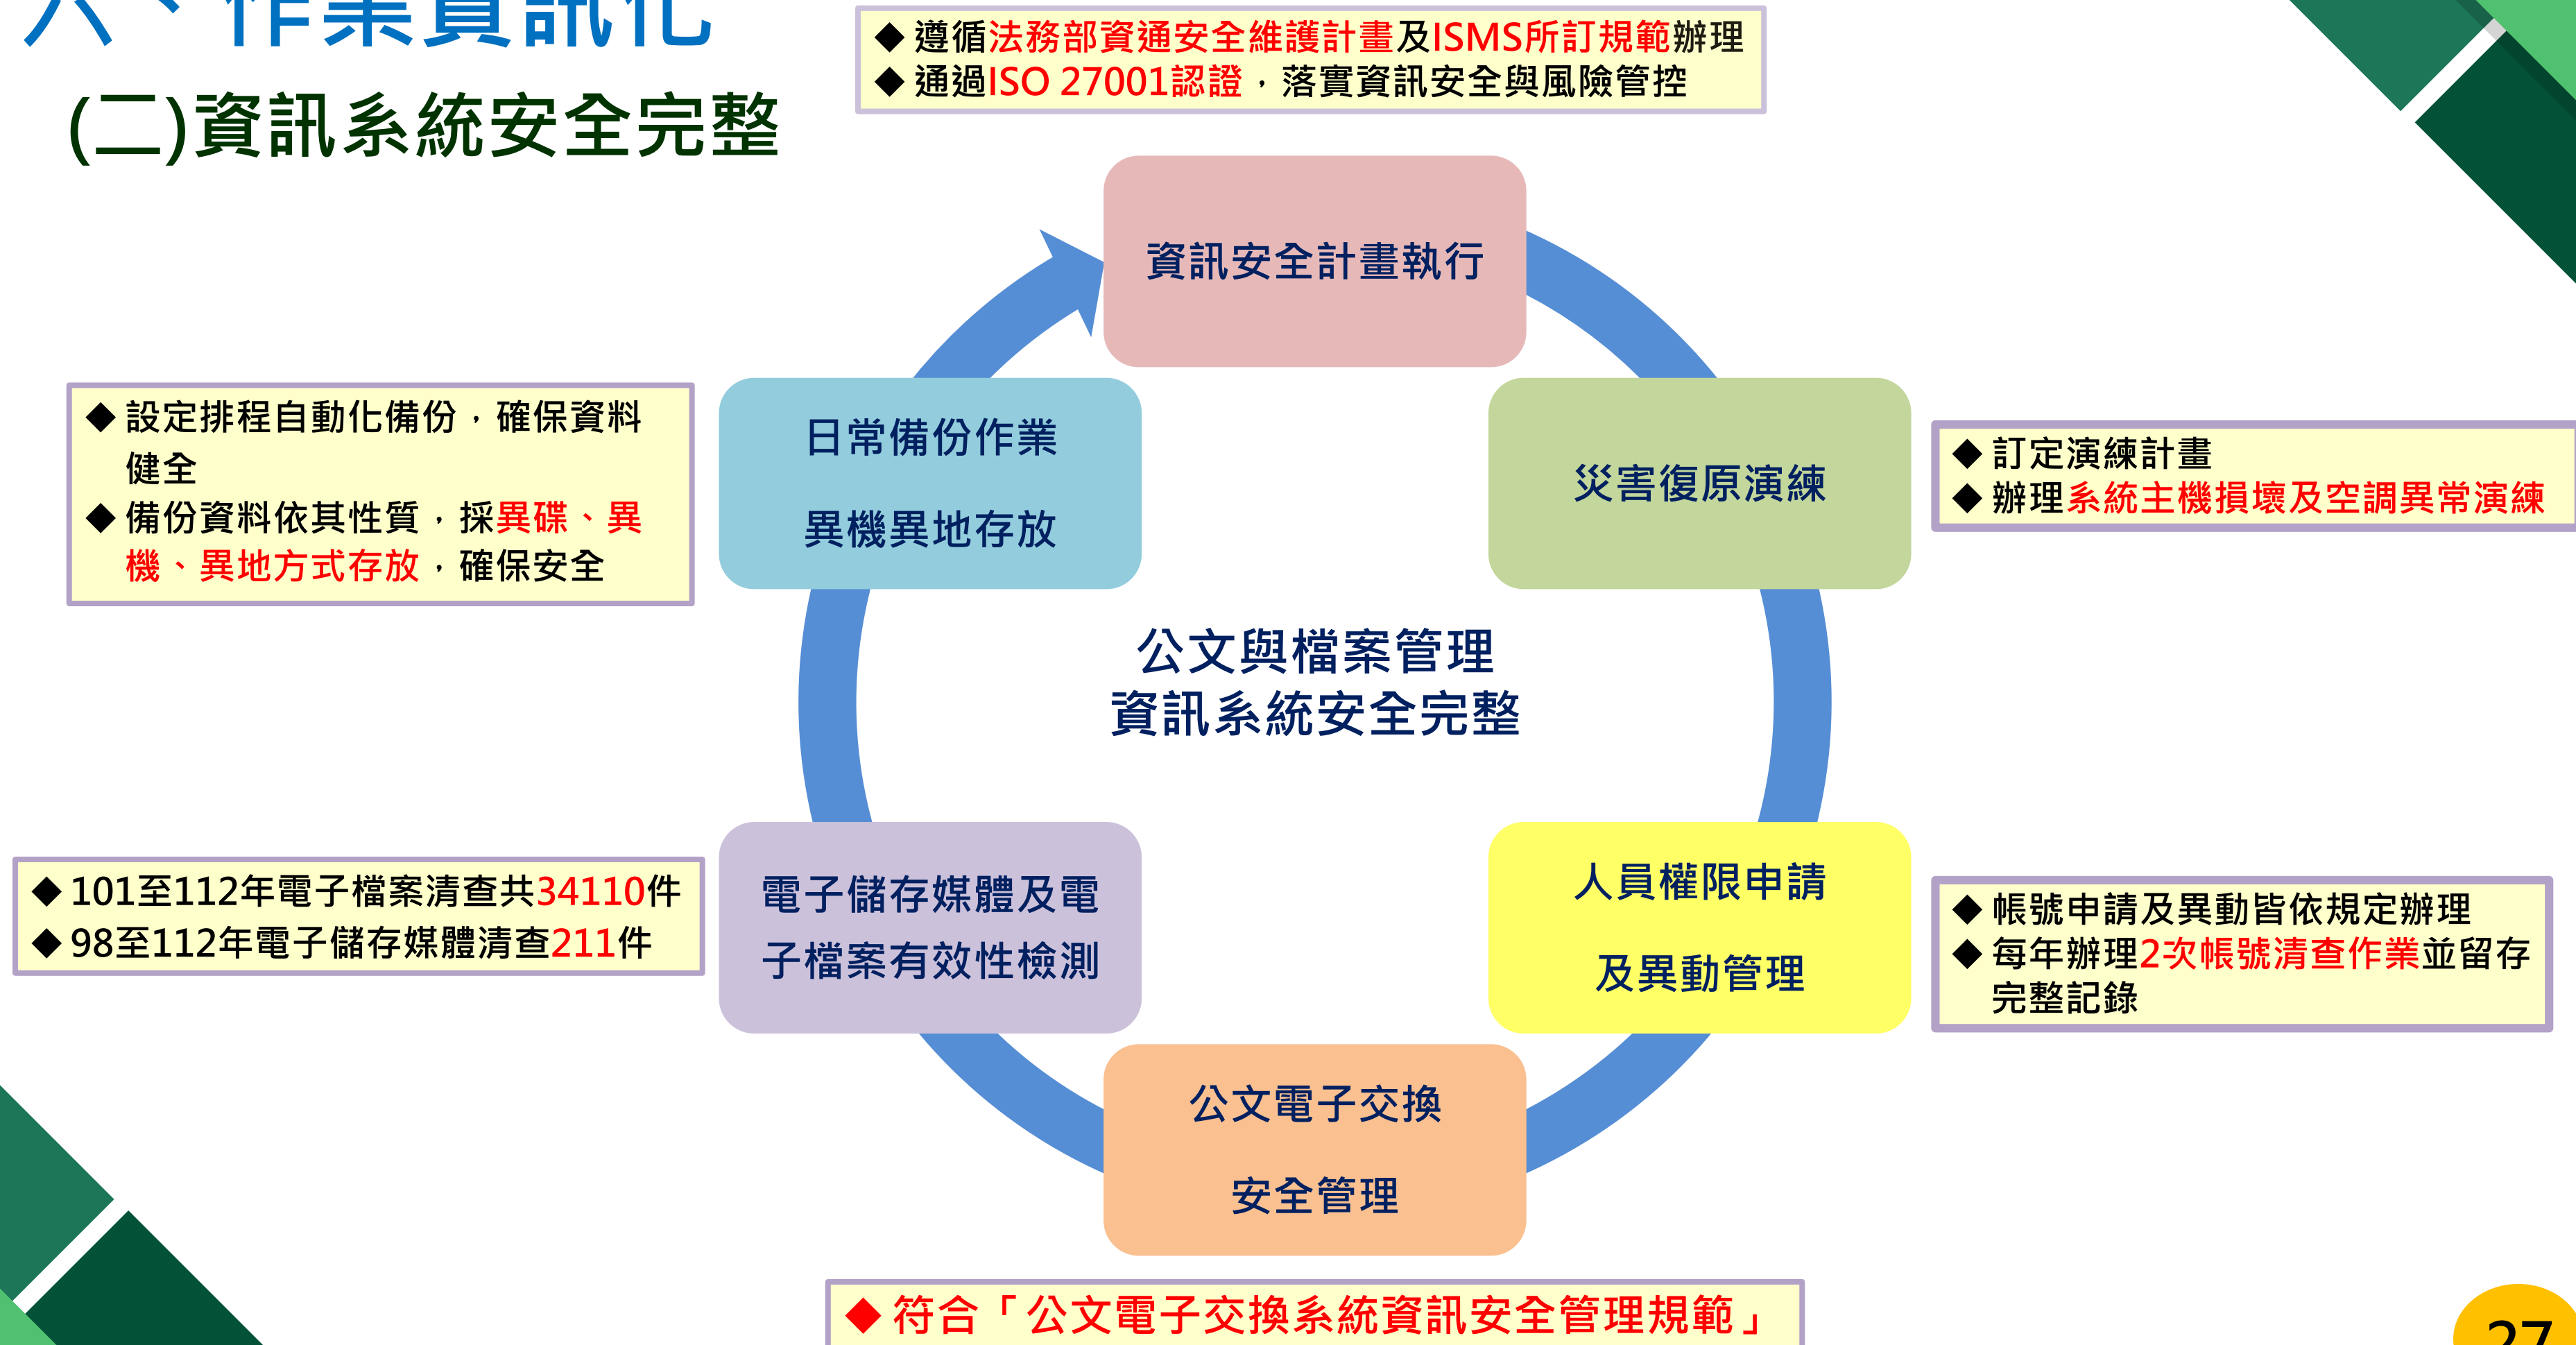 六、作業資訊化
(二)資訊系統安全完整
◆ 遵循法務部資通安全維護計畫及ISMS所訂規範辦理
◆ 通過ISO 27001認證，落實資訊安全與風險管控
資訊安全計畫執行
◆ 設定排程自動化備份，確保資料
健全
◆ 備份資料依其性質，採異碟、異
機、異地方式存放，確保安全
日常備份作業
異機異地存放
災害復原演練
◆ 訂定演練計畫
◆ 辦理系統主機損壞及空調異常演練
公文與檔案管理
資訊系統安全完整
◆ 101至112年電子檔案清查共34110件
◆ 98至112年電子儲存媒體清查211件
電子儲存媒體及電
子檔案有效性檢測
人員權限申請
及異動管理
◆ 帳號申請及異動皆依規定辦理
◆ 每年辦理2次帳號清查作業並留存
完整記錄
公文電子交換
安全管理
◆ 符合「公文電子交換系統資訊安全管理規範」
27